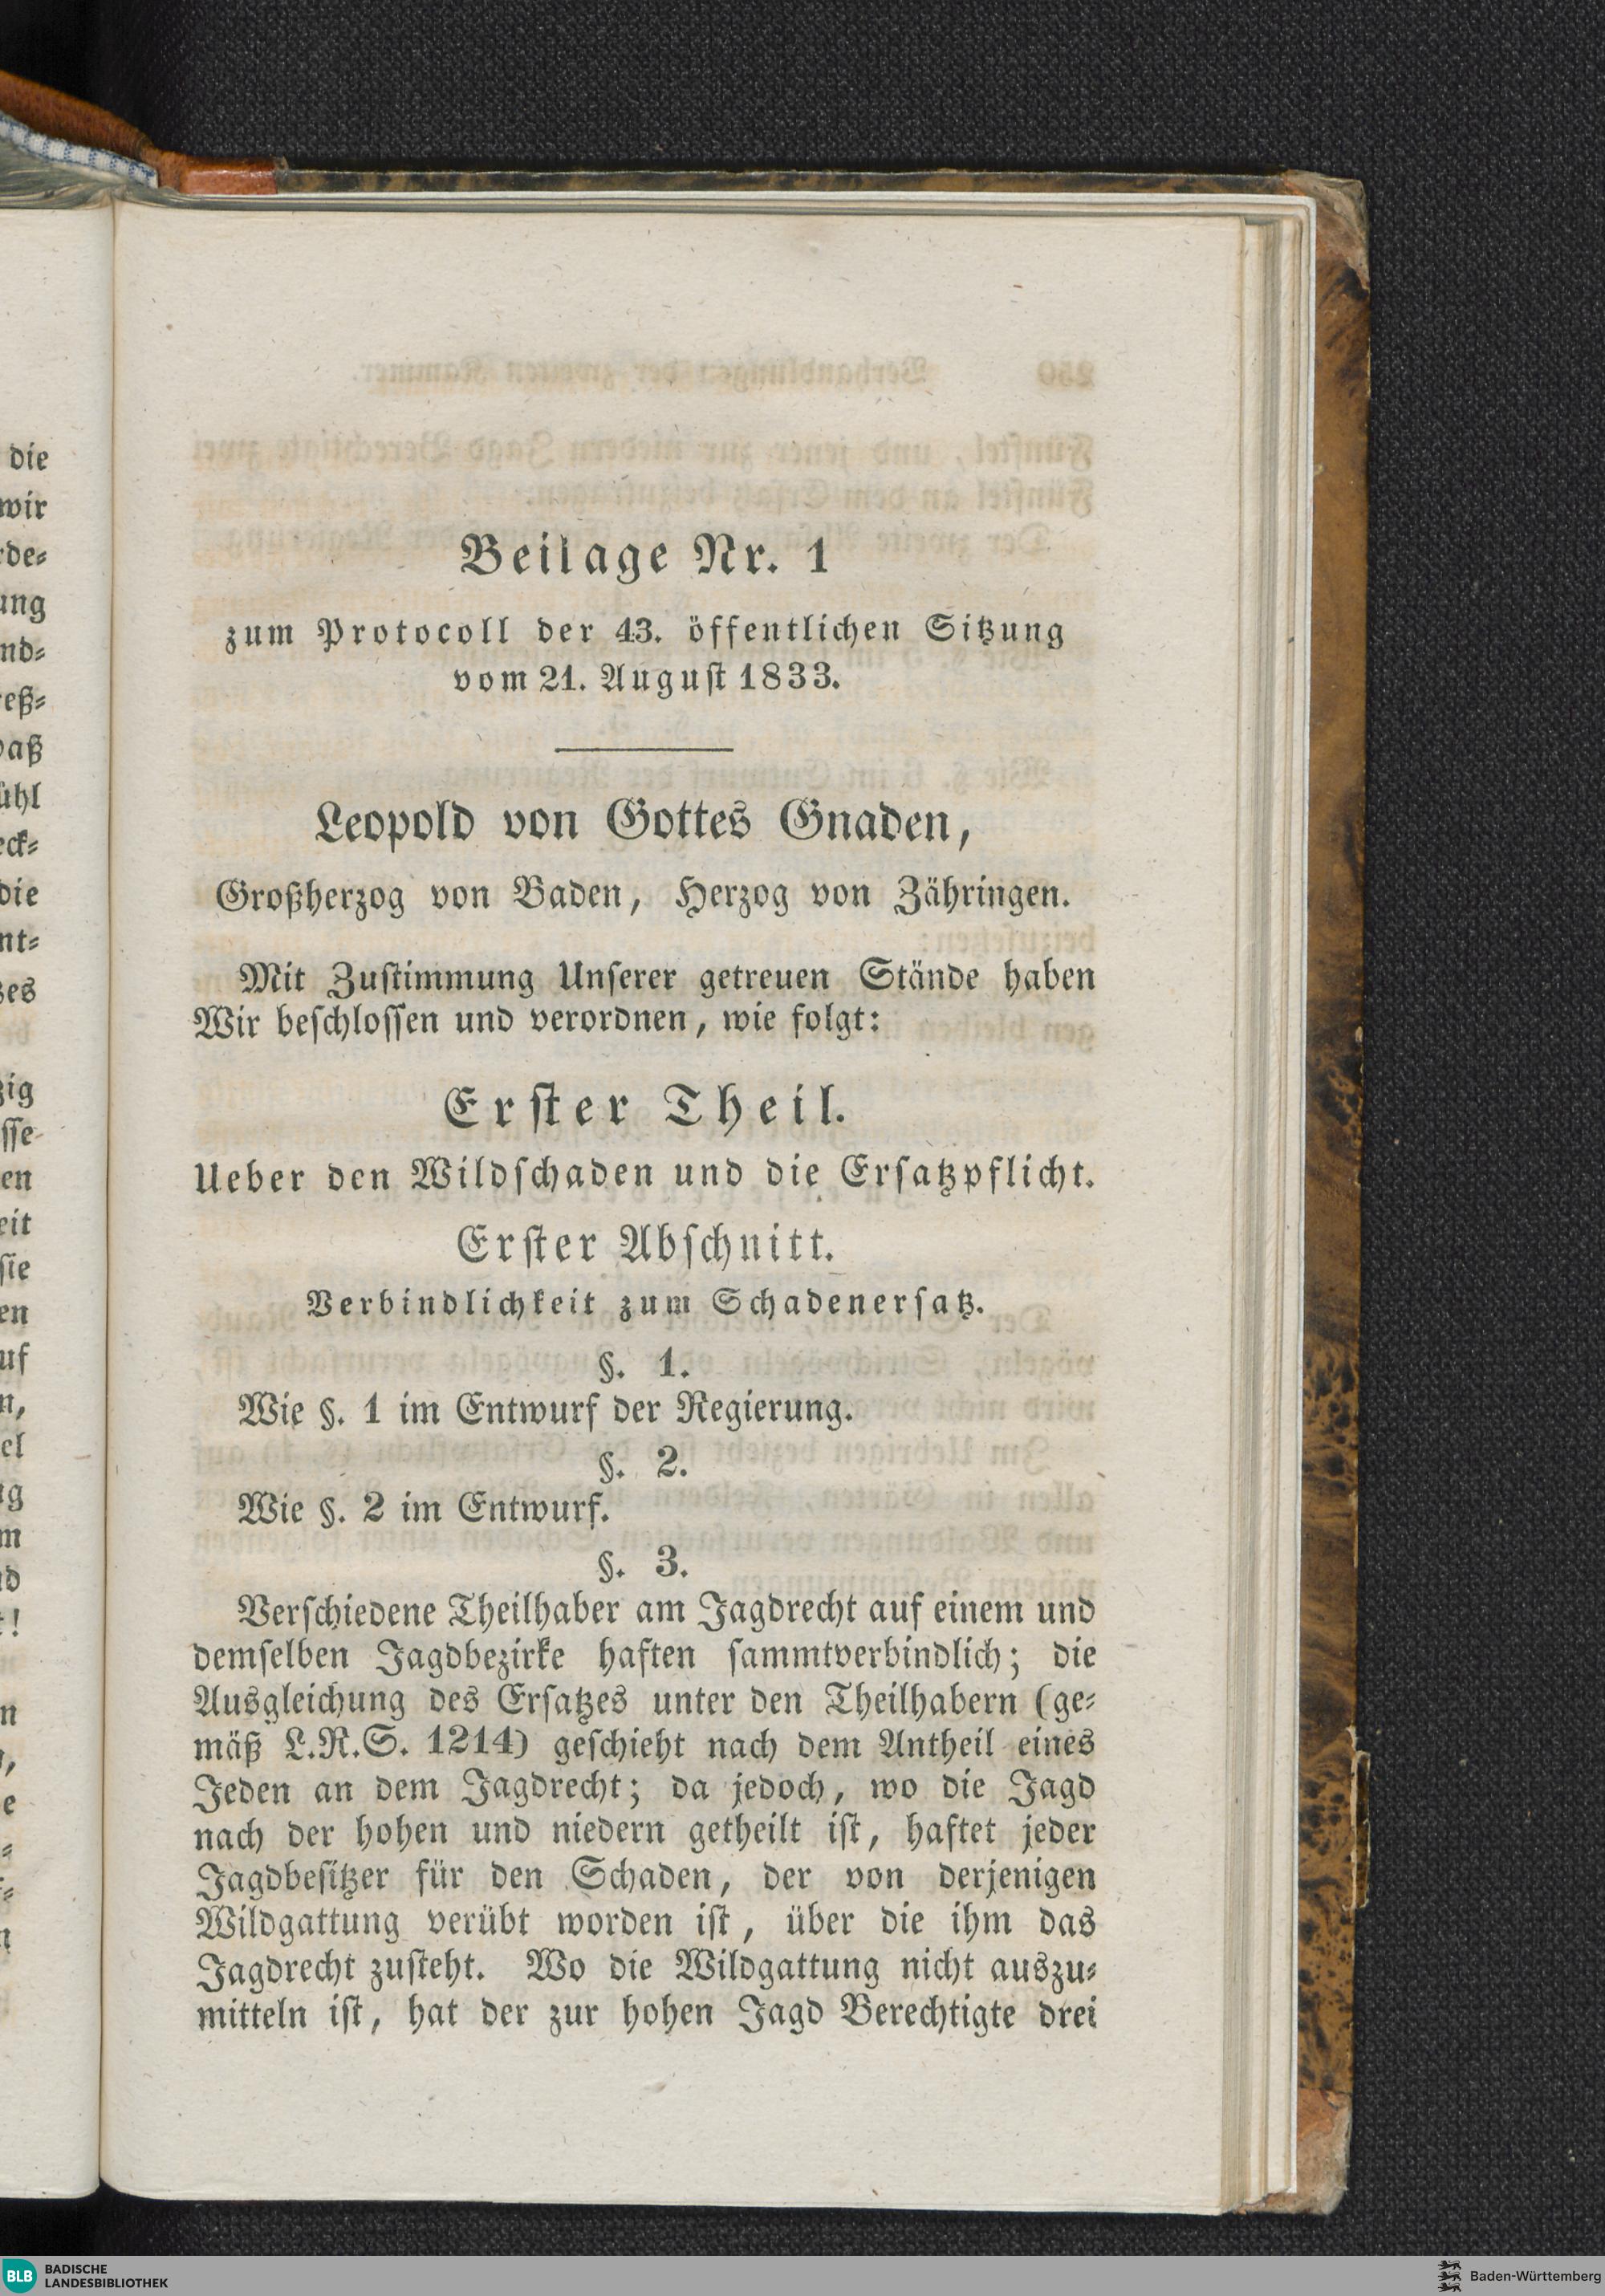 Beilage Nr. 1
zum Protocoll der 43. öffentlichen Sitzung
vom 21. August 1833.
Leopold von Gottes Gnaden,
Großherzog von Baden, Herzog von Zähringen.
Mit Zustimmung Unserer getreuen Stände haben
Wir beschlossen und verordnen, wie folgt:
Erster Theil.
Ueber den Wildschaden und die Ersatzpflicht.
Erster Abschnitt.
Verbindlichkeit zum Schadenersatz.
§. 1.
Wie §. 1 im Entwurf der Regierung.
§. 2.
Wie §. 2 im Entwurf.
§. 3.
Verschiedene Theilhaber am Jagdrecht auf einem und
demselben Jagdbezirke haften sammtverbindlich; die
Ausgleichung des Ersatzes unter den Theilhabern (ge-
mäß L.R.S. 1214) geschieht nach dem Antheil eines
Jeden an dem Jagdrecht; da jedoch, wo die Jagd
nach der hohen und niedern getheilt ist, haftet jeder
Jagdbesitzer für den Schaden, der von derjenigen
Wildgattung verübt worden ist, über die ihm das
Jagdrecht zusteht. Wo die Wildgattung nicht auszu-
mitteln ist, hat der zur hohen Jagd Berechtigte drei
BLB BADISCHE
LANDESBIBLIOTHEK
Baden-Württemberg